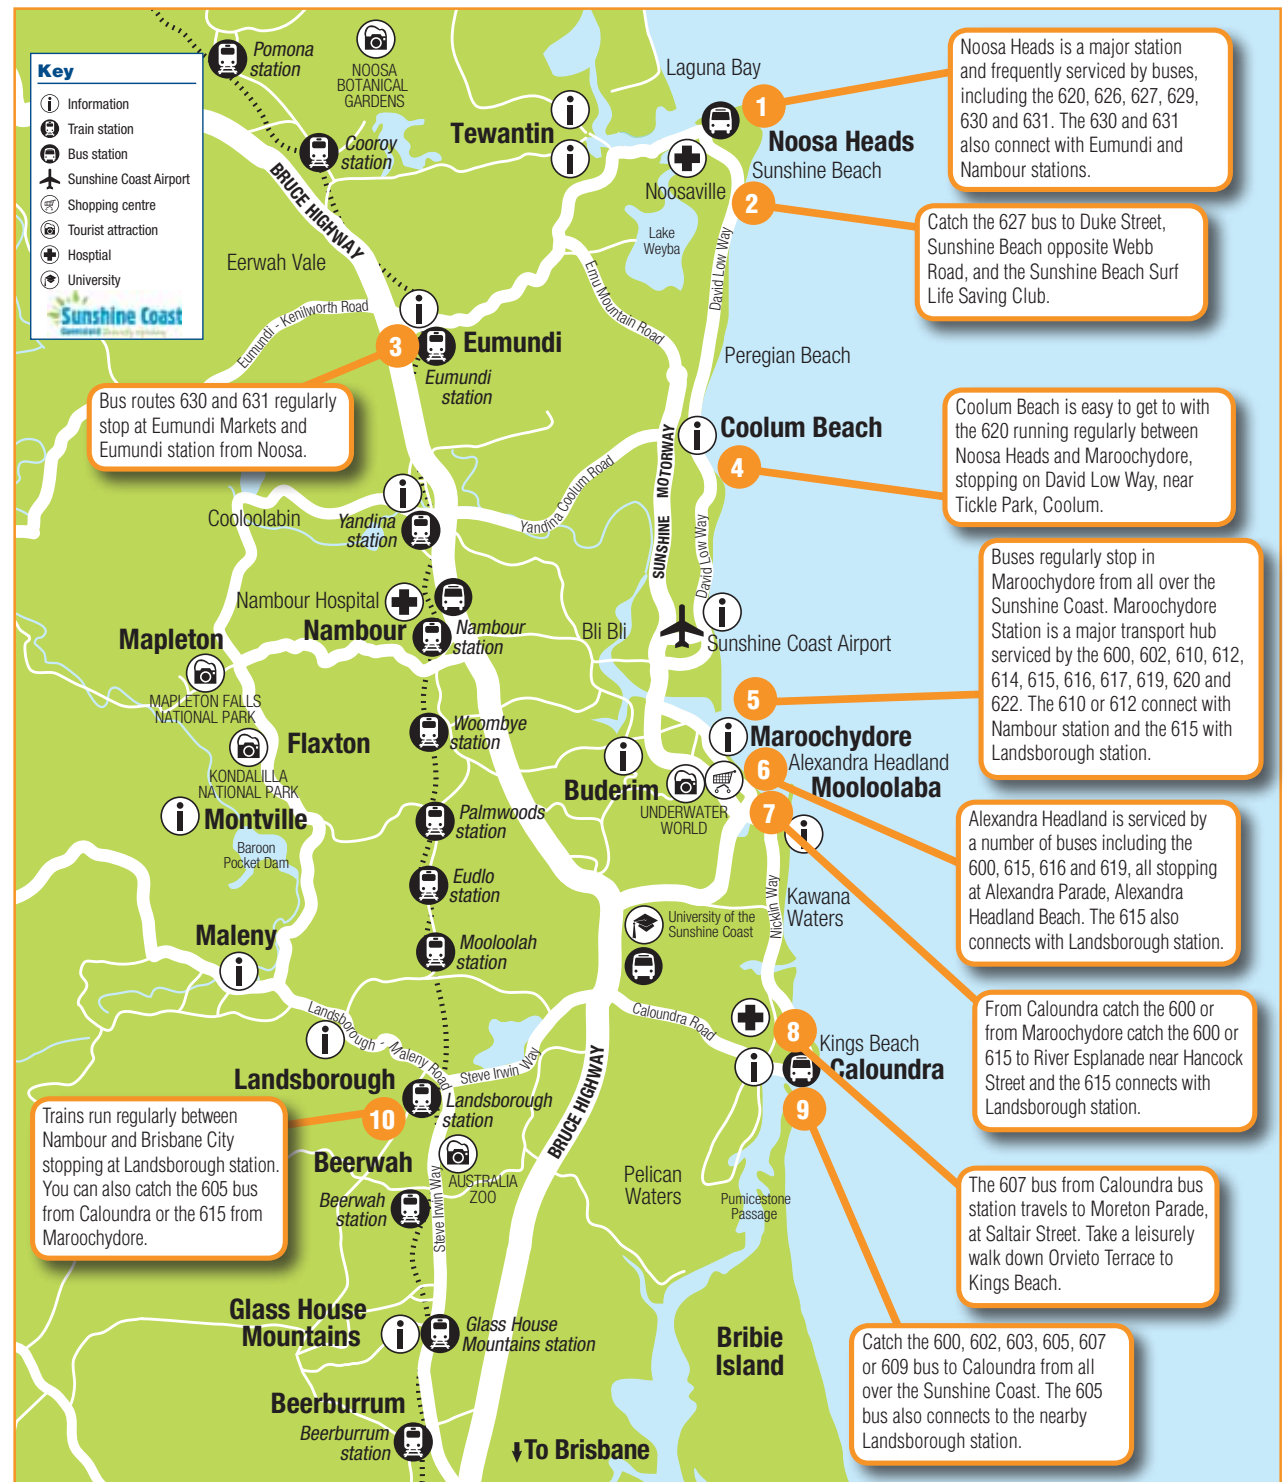 Key
Information
Train station
Bus station
Sunshine Coast Airport
Shopping centre
Tourist attraction
Hosptial
University
Sunshine Coast
Pomona
station
NOOSA
BOTANICAL
GARDENS
Laguna Bay
Tewantin
Cooroy
station
BRUCE HIGHWAY
1
Noosa Heads
Sunshine Beach
Noosaville
2
Lake
Weyba
David Low Way
Noosa Heads is a major station
and frequently serviced by buses,
including the 620, 626, 627, 629,
630 and 631. The 630 and 631
also connect with Eumundi and
Nambour stations.
Catch the 627 bus to Duke Street,
Sunshine Beach opposite Webb
Road, and the Sunshine Beach Surf
Life Saving Club.
Eerwah Vale
Emu Mountain Road
Eumundi - Kenilworth Road
3
Eumundi
Eumundi
station
Peregian Beach
Bus routes 630 and 631 regularly
stop at Eumundi Markets and
Eumundi station from Noosa.
Coolum Beach
4
Coolum Beach is easy to get to with
the 620 running regularly between
Noosa Heads and Maroochydore,
stopping on David Low Way, near
Tickle Park, Coolum.
SUNSHINE MOTORWAY
Yandina Coolum Road
Cooloolabin
Yandina
station
David Low Way
Buses regularly stop in
Maroochydore from all over the
Sunshine Coast. Maroochydore
Station is a major transport hub
serviced by the 600, 602, 610, 612,
614, 615, 616, 617, 619, 620 and
622. The 610 or 612 connect with
Nambour station and the 615 with
Landsborough station.
Nambour Hospital
Nambour
Nambour
station
Bli Bli
Sunshine Coast Airport
Mapleton
MAPLETON FALLS
NATIONAL PARK
5
Woombye
station
Maroochydore
Flaxton
KONDALILLA
NATIONAL PARK
6
Alexandra Headland
Mooloolaba
Buderim
UNDERWATER
WORLD
7
Montville
Palmwoods
station
Baroon
Pocket Dam
Alexandra Headland is serviced by
a number of buses including the
600, 615, 616 and 619, all stopping
at Alexandra Parade, Alexandra
Headland Beach. The 615 also
connects with Landsborough station.
Eudlo
station
Nicklin Way
Kawana
Waters
University of the
Sunshine Coast
Maleny
Mooloolah
station
Landsborough - Maleny Road
Caloundra Road
From Caloundra catch the 600 or
from Maroochydore catch the 600 or
615 to River Esplanade near Hancock
Street and the 615 connects with
Landsborough station.
8
Kings Beach
Caloundra
Steve Irwin Way
BRUCE HIGHWAY
Landsborough
Landsborough
station
9
10
Trains run regularly between
Nambour and Brisbane City
stopping at Landsborough station.
You can also catch the 605 bus
from Caloundra or the 615 from
Maroochydore.
Beerwah
AUSTRALIA
ZOO
Beerwah
station
Steve Irwin Way
Pelican
Waters
Pumicestone
Passage
The 607 bus from Caloundra bus
station travels to Moreton Parade,
at Saltair Street. Take a leisurely
walk down Orvieto Terrace to
Kings Beach.
Glass House
Mountains
Glass House
Mountains station
Bribie
Island
Catch the 600, 602, 603, 605, 607
or 609 bus to Caloundra from all
over the Sunshine Coast. The 605
bus also connects to the nearby
Landsborough station.
Beerburrum
Beerburrum
station
To Brisbane